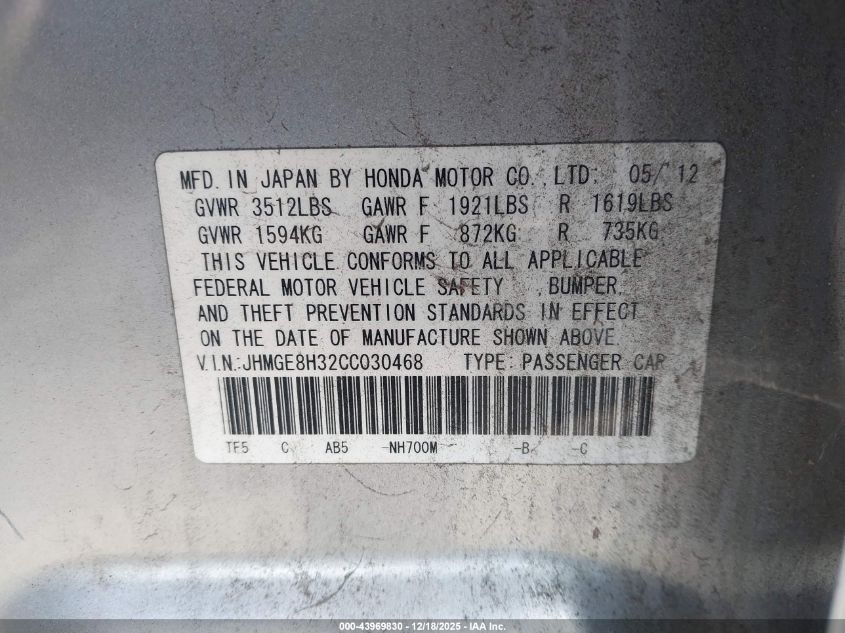 MFD. IN JAPAN BY HONDA MOTOR CO., LTD. 05/ 12
GVWR 3512LBS GAWR F 1921LBS R 1619LBS
GVWR 1594KG GAWR F 872KG R 735KG
THIS VEHICLE CONFORMS TO ALL APPLICABLE
FEDERAL MOTOR VEHICLE SAFETY , BUMPER,
AND THEFT PREVENTION STANDARDS IN EFFECT
ON THE DATE OF MANUFACTURE SHOWN ABOVE.
V.I.N.: JHMGE8H32CC030468 TYPE: PASSENGER CAR
TF5 C AB5 -NH700M -B -C
000-43969830 - 12/18/2025 - IAA Inc.